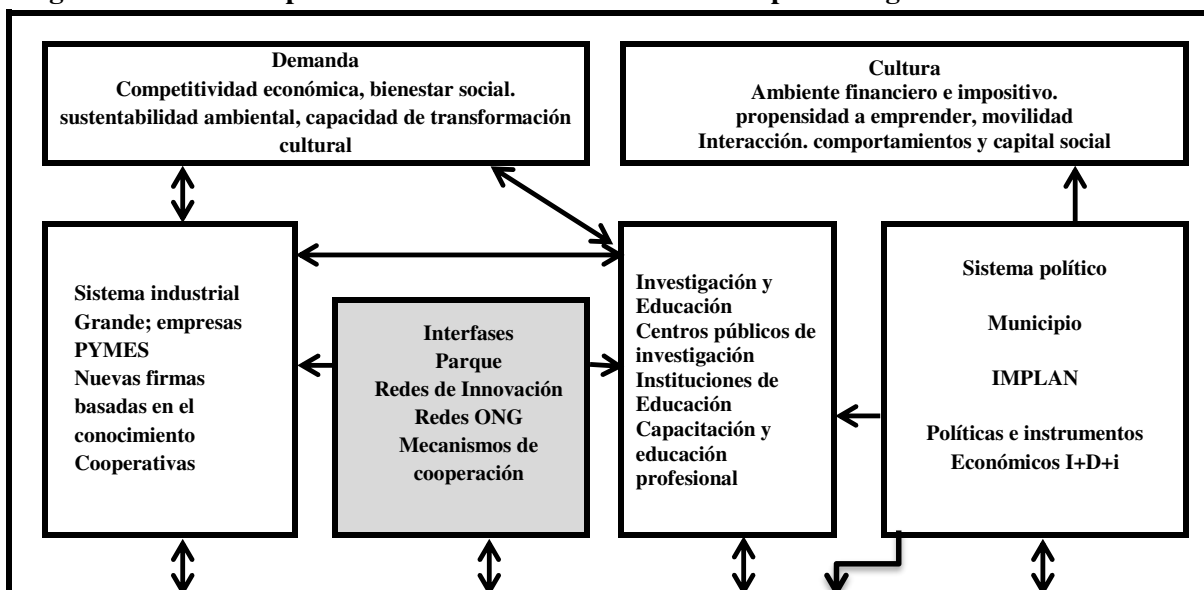 Demanda
Competitividad económica, bienestar social.
sustentabilidad ambiental, capacidad de transformación
cultural
Cultura
Ambiente financiero e impositivo.
propensidad a emprender, movilidad
Interacción. comportamientos y capital social
Sistema industrial
Grande; empresas
PYMES
Nuevas firmas
basadas en el
conocimiento
Cooperativas
Interfases
Parque
Redes de Innovación
Redes ONG
Mecanismos de
cooperación
Investigación y
Educación
Centros públicos de
investigación
Instituciones de
Educación
Capacitación y
educación
profesional
Sistema político
Municipio
IMPLAN
Políticas e instrumentos
Económicos I+D+i